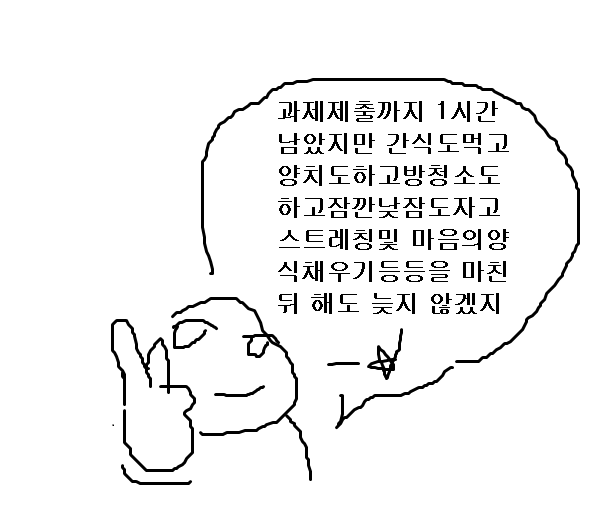 과제제출까지 1시간
남았지만 간식도먹고
양치도하고방청소도
하고잠깐낮잠도자고
스트레칭및 마음의양
식채우기등등을 마친
뒤 해도 늦지 않겠지